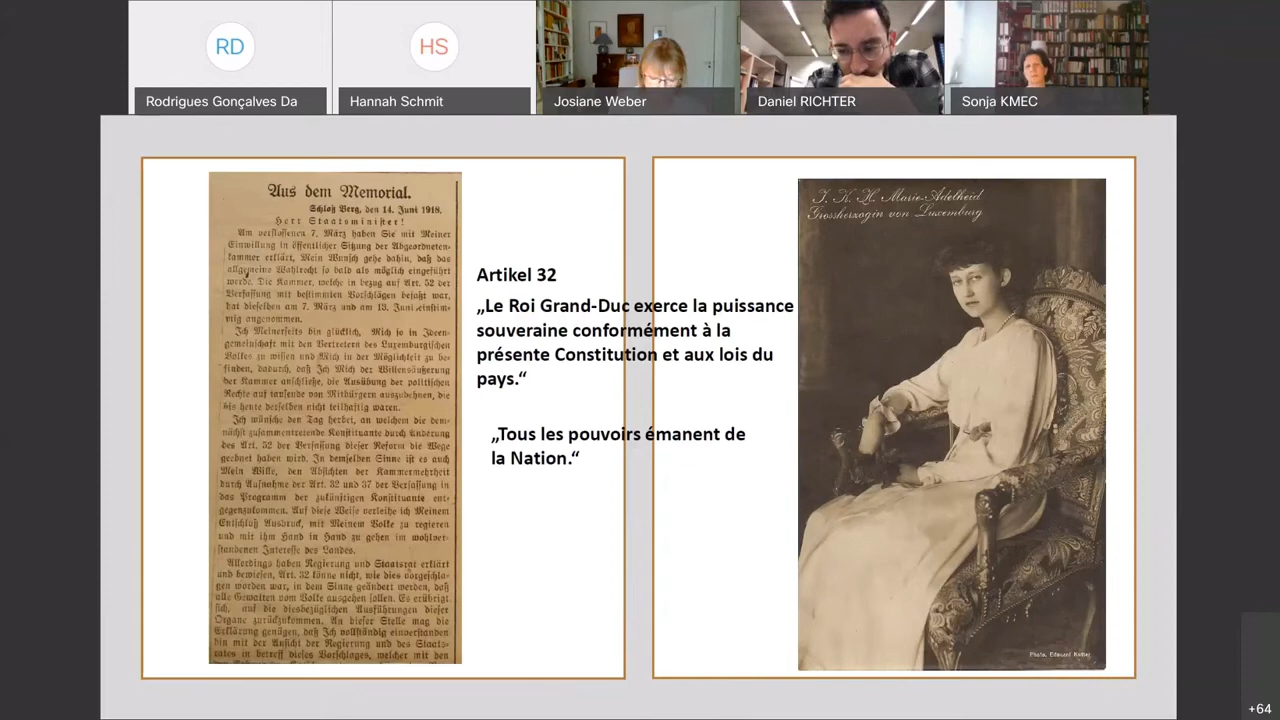 RD
HS
Rodrigues Gonçalves Da
Hannah Schmit
Josiane Weber
Daniel RICHTER
Sonja KMEC
Aus dem Memorial.
Schloß Berg, den 14. Juni 1918.
Herr Staatsminister!
Am verflossenen 7. März haben Sie mit Meiner
Einwilligung in öffentlicher Sitzung der Abgeordneten-
kammer erklärt, Mein Wunsch gehe dahin, daß das
allgemeine Wahlrecht so bald als möglich eingeführt
werde. Die Kammer, welche in bezug auf Art. 52 der
Verfassung mit bestimmten Vorschlägen befaßt war,
hat dieselben am 7. März und am 13. Juni einstim-
mig angenommen.
Ich Meinerseits bin glücklich, Mich so in Ideen-
gemeinschaft mit den Vertretern des Luxemburgischen
Volkes zu wissen und Mich in der Möglichkeit zu be-
finden, dadurch, daß Ich Mich der Willensäußerung
der Kammer anschließe, die Ausübung der politischen
Rechte auf tausende von Mitbürgern auszudehnen, die
bis heute derselben nicht teilhaftig waren.
Ich wünsche den Tag herbei, an welchem die dem-
nächst zusammentretende Konstituante durch Änderung
des Art. 52 der Verfassung dieser Reform die Wege
geebnet haben wird. In demselben Sinne ist es auch
Mein Wille, den Absichten der Kammermehrheit
durch Aufnahme der Art. 32 und 37 der Verfassung in
das Programm der zukünftigen Konstituante ent-
gegenzukommen. Auf diese Weise verleihe ich Meinem
Entschluß Ausdruck, mit Meinem Volke zu regieren
und mit ihm Hand in Hand zu gehen im wohlver-
standenen Interesse des Landes.
Allerdings haben Regierung und Staatsrat erklärt
und bewiesen, Art. 32 könne nicht, wie dies vorgeschla-
gen worden war, in dem Sinne geändert werden, daß
alle Gewalten vom Volke ausgehen sollen. Es erübrigt
sich, auf die diesbezüglichen Ausführungen dieser
Organe zurückzukommen. An dieser Stelle mag die
Erklärung genügen, daß Ich vollständig einverstanden
bin mit der Ansicht der Regierung und des Staats-
rates in betreff dieses Vorschlages, welcher mit den
Artikel 32
„Le Roi Grand-Duc exerce la puissance
souveraine conformément à la
présente Constitution et aux lois du
pays.“
„Tous les pouvoirs émanent de
la Nation.“
I. K. H. Marie-Adelheid
Grossherzogin von Luxemburg
Photo. Edouard Kutter
+64